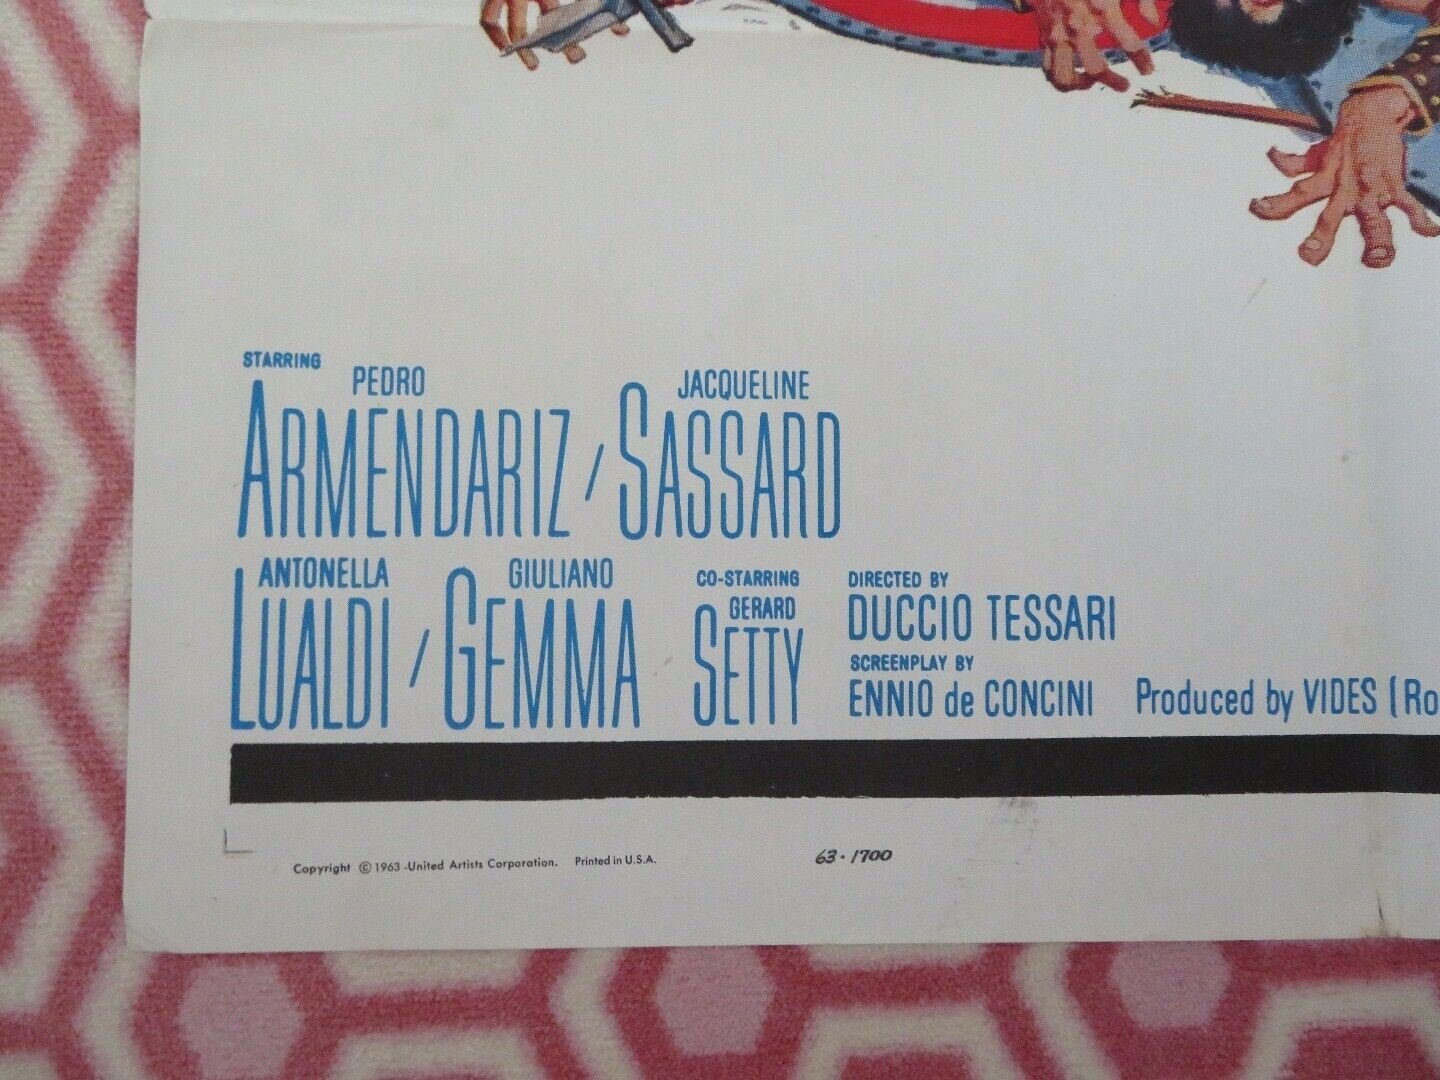 STARRING
PEDRO JACQUELINE
ARMENDARIZ / SASSARD
ANTONELLA GIULIANO CO-STARRING DIRECTED BY
LUALDI / GEMMA GERARD SETTY DUCCIO TESSARI
SCREENPLAY BY
ENNIO de CONCINI Produced by VIDES (Ro
Copyright © 1963 -United Artists Corporation. Printed in U.S.A. 63-1700